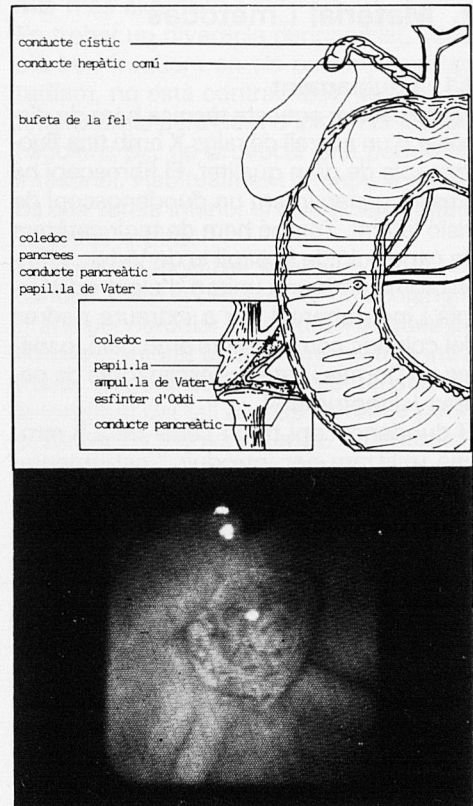 conducte cístic
conducte hepàtic comú
bufeta de la fel
coledoc
pancrees
conducte pancreàtic
papil.la de Vater
coledoc
papil.la
ampul.la de Vater
esfinter d'Oddi
conducte pancreàtic